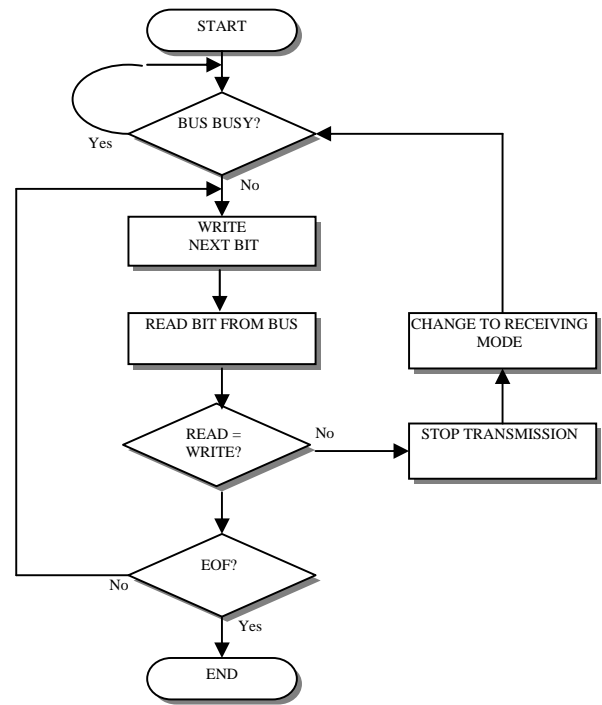 START
BUS BUSY?
Yes
No
WRITE
NEXT BIT
READ BIT FROM BUS
CHANGE TO RECEIVING
MODE
READ =
WRITE?
No
STOP TRANSMISSION
EOF?
No
Yes
END